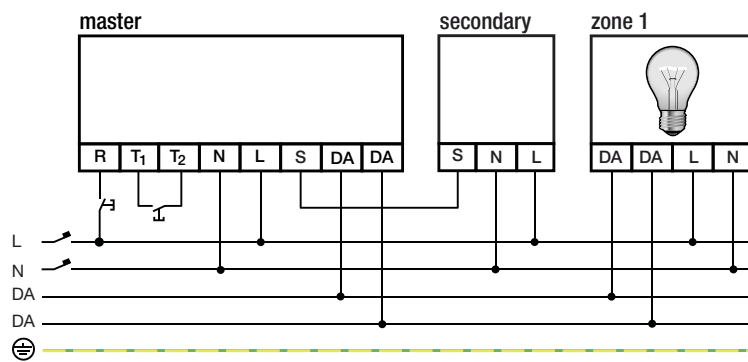 master secondary zone 1
R T₁ T₂ N L S DA DA S N L DA DA L N
L
N
DA
DA